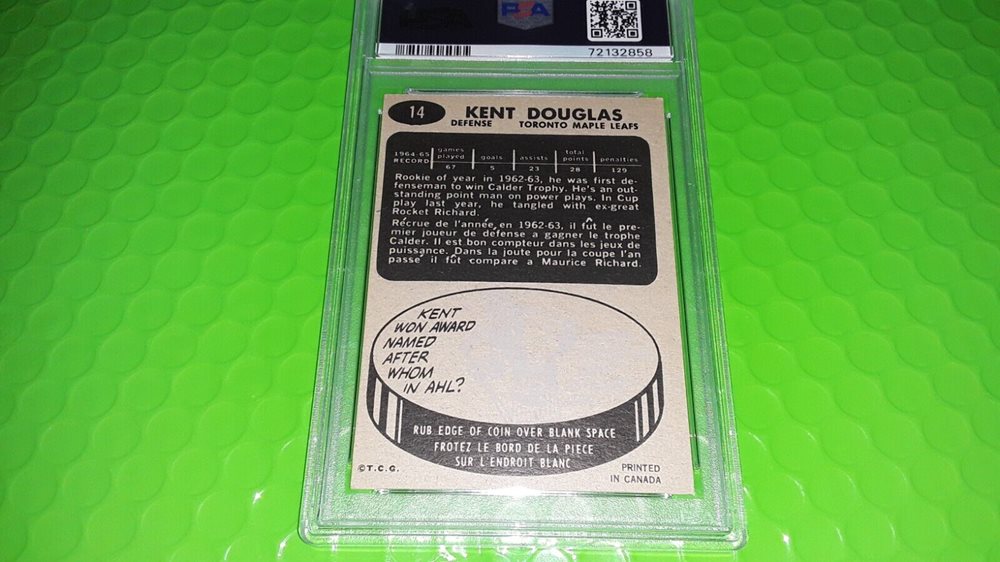 PSA
72132858
14 KENT DOUGLAS
DEFENSE TORONTO MAPLE LEAFS
1964-65 RECORD games played goals assists total points penalties
67 5 23 28 129
Rookie of year in 1962-63, he was first de-
fenseman to win Calder Trophy. He's an out-
standing point man on power plays. In Cup
play last year, he tangled with ex-great
Rocket Richard.
Récrue de l'année, en 1962-63, il fût le pre-
mier joueur de défense a gagner le trophe
Calder. Il est bon compteur dans les jeux de
puissance. Dans la joute pour la coupe l'an
passé il fût compare a Maurice Richard.
KENT
WON AWARD
NAMED
AFTER
WHOM
IN AHL?
RUB EDGE OF COIN OVER BLANK SPACE
FROTEZ LE BORD DE LA PIECE
SUR L'ENDROIT BLANC
©T.C.G.
PRINTED
IN CANADA